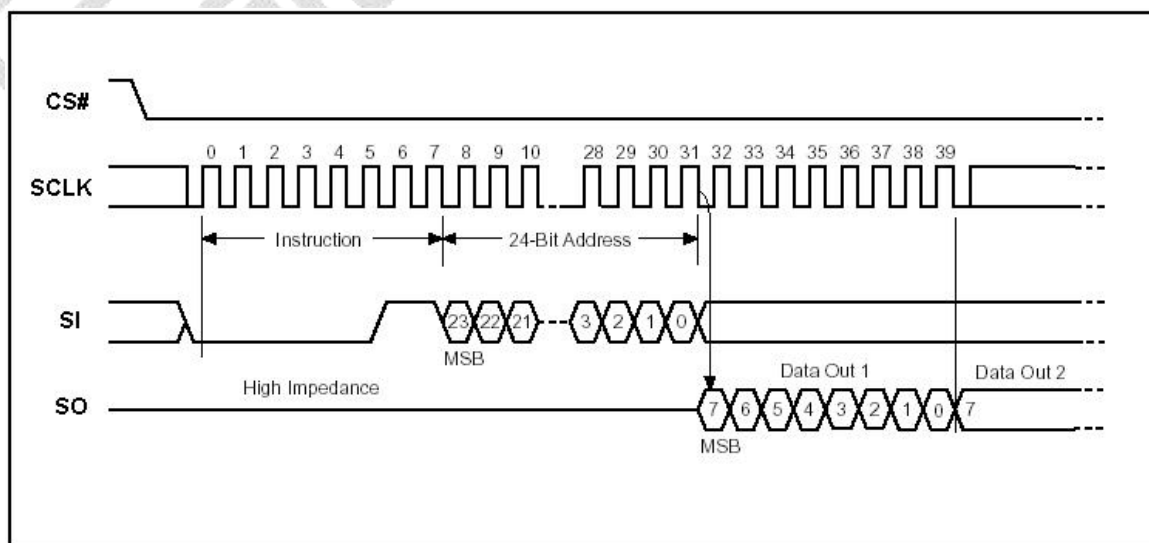 CS#
0 1 2 3 4 5 6 7 8 9 10 28 29 30 31 32 33 34 35 36 37 38 39
SCLK
Instruction 24-Bit Address
SI
23 22 21 3 2 1 0
MSB
High Impedance
Data Out 1 Data Out 2
SO
7 6 5 4 3 2 1 0 7
MSB